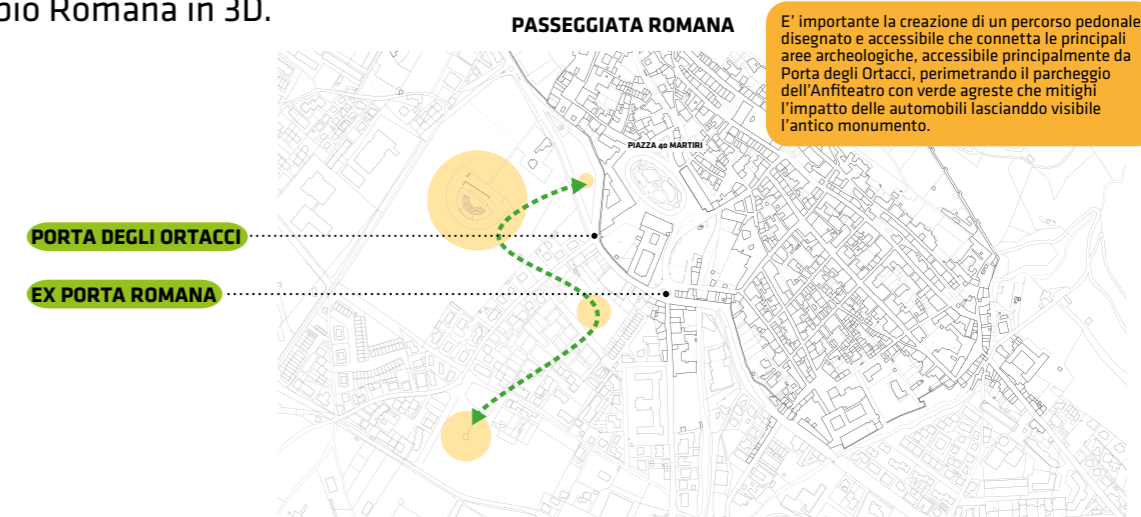 bio Romana in 3D.
PASSEGGIATA ROMANA
E' importante la creazione di un percorso pedonale
disegnato e accessibile che connetta le principali
aree archeologiche, accessibile principalmente da
Porta degli Ortacci, perimetrando il parcheggio
dell'Anfiteatro con verde agreste che mitighi
l'impatto delle automobili lasciանddo visibile
l'antico monumento.
PIAZZA 40 MARTIRI
PORTA DEGLI ORTACCI
EX PORTA ROMANA